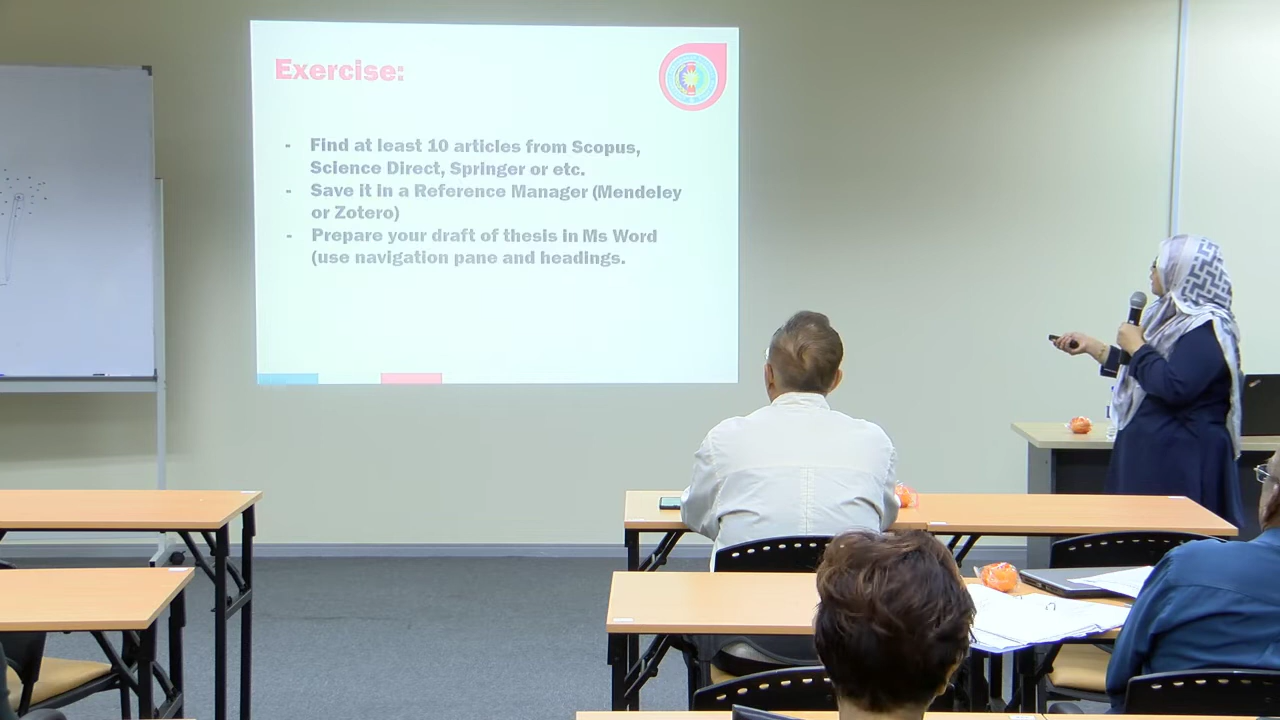 Exercise:
- Find at least 10 articles from Scopus,
Science Direct, Springer or etc.
- Save it in a Reference Manager (Mendeley
or Zotero)
- Prepare your draft of thesis in Ms Word
(use navigation pane and headings.